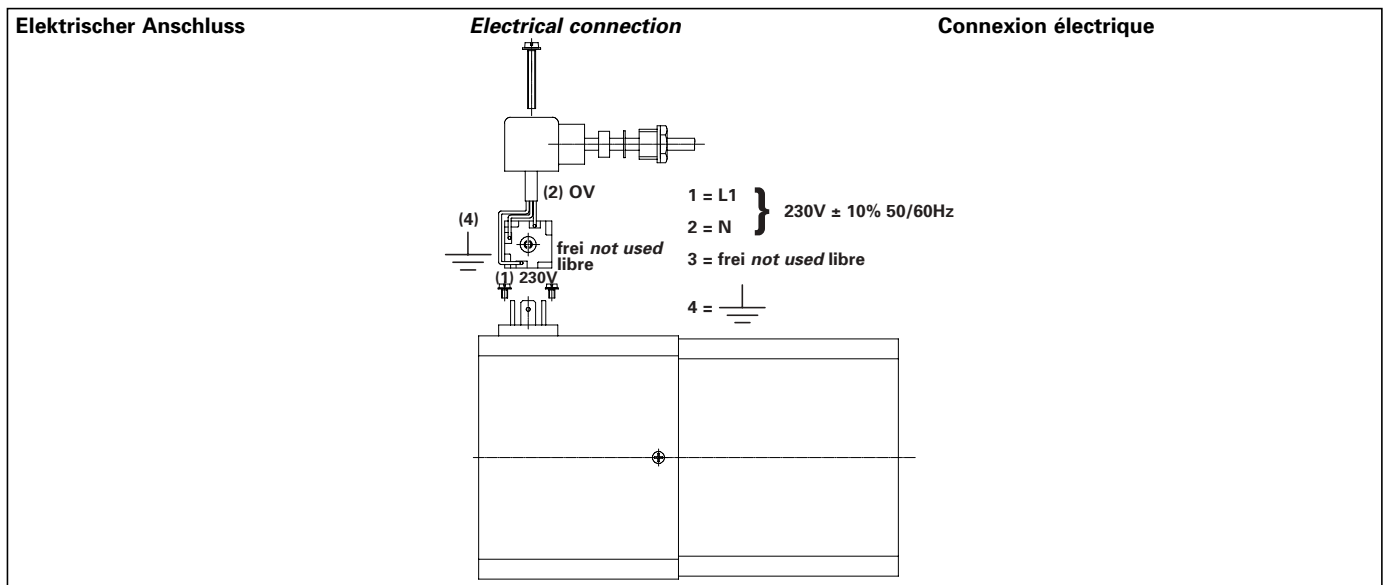 Elektrischer Anschluss
Electrical connection
Connexion électrique
(2) OV
(4)
frei not used
libre
(1) 230V
1 = L1
2 = N
} 230V ± 10% 50/60Hz
3 = frei not used libre
4 =